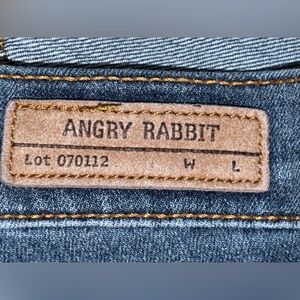 ANGRY RABBIT
Lot 070112 W L